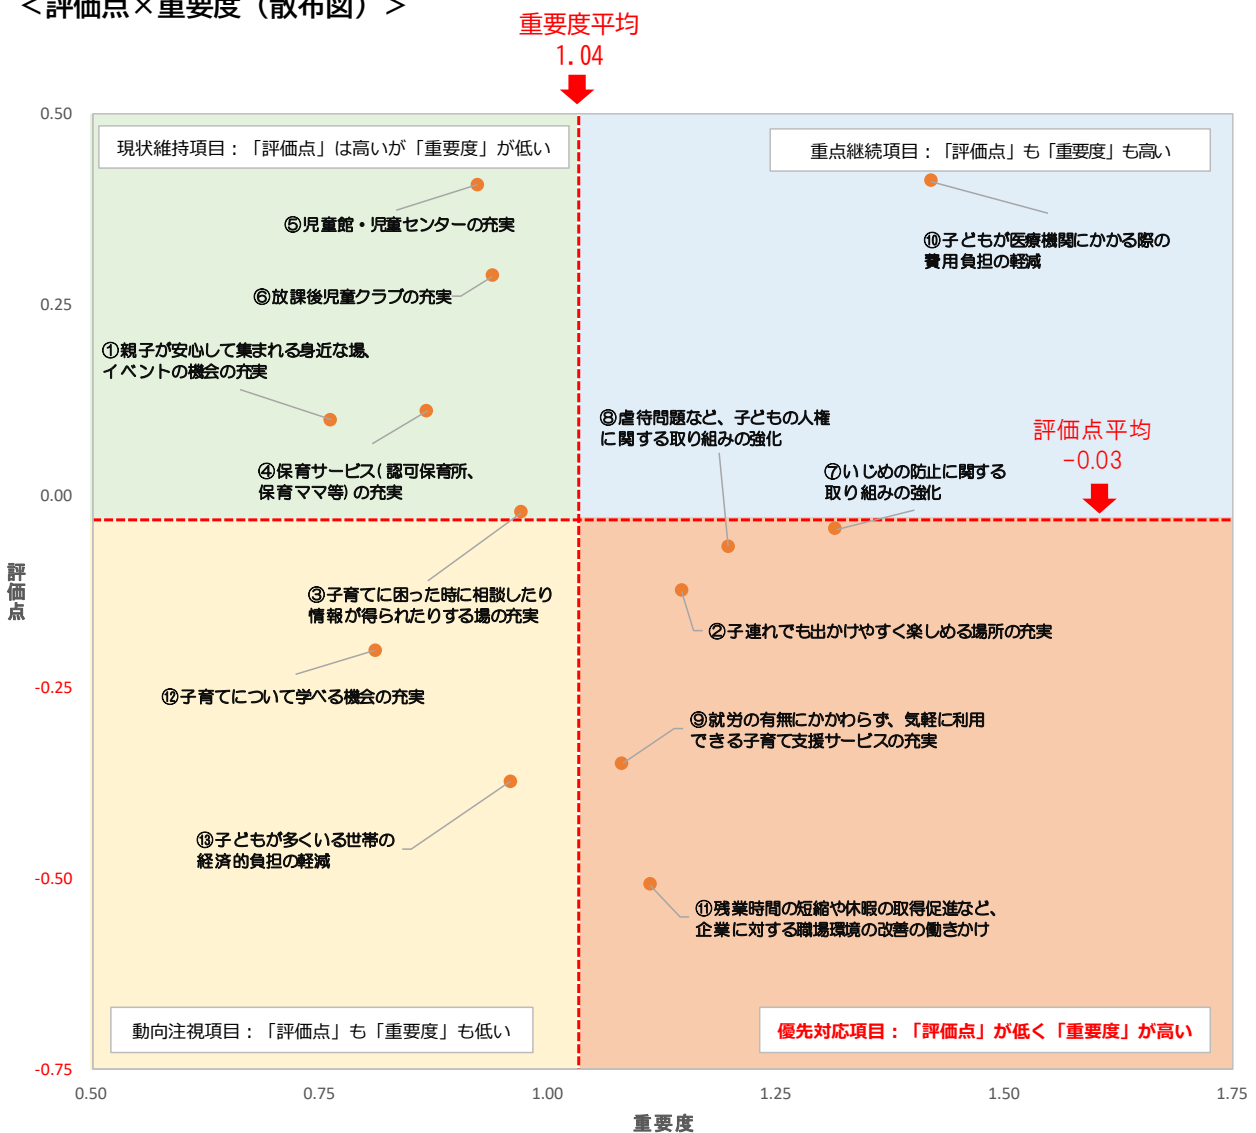 ＜評価点×重要度（散布図）＞
重要度平均
1.04
0.50
現状維持項目：「評価点」は高いが「重要度」が低い
重点継続項目：「評価点」も「重要度」も高い
⑤児童館・児童センターの充実
⑩子どもが医療機関にかかる際の
費用負担の軽減
⑥放課後児童クラブの充実
0.25
①親子が安心して集まれる身近な場、
イベントの機会の充実
⑧虐待問題など、子どもの人権
に関する取り組みの強化
評価点平均
-0.03
④保育サービス(認可保育所、
保育ママ等)の充実
⑦いじめの防止に関する
取り組みの強化
0.00
評価点
③子育てに困った時に相談したり
情報が得られたりする場の充実
②子連れでも出かけやすく楽しめる場所の充実
-0.25
⑫子育てについて学べる機会の充実
⑨就労の有無にかかわらず、気軽に利用
できる子育て支援サービスの充実
⑬子どもが多くいる世帯の
経済的負担の軽減
-0.50
⑪残業時間の短縮や休暇の取得促進など、
企業に対する職場環境の改善の働きかけ
動向注視項目：「評価点」も「重要度」も低い
優先対応項目：「評価点」が低く「重要度」が高い
-0.75
0.50
0.75
1.00
1.25
1.50
1.75
重要度